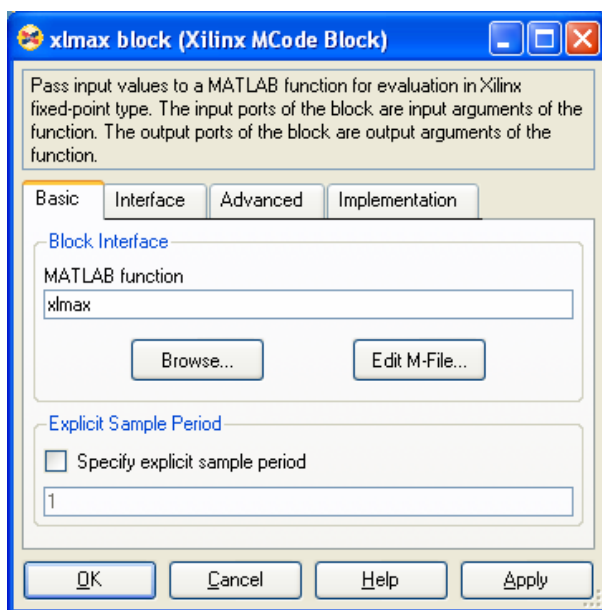 xlmax block (Xilinx MCode Block)
Pass input values to a MATLAB function for evaluation in Xilinx
fixed-point type. The input ports of the block are input arguments of the
function. The output ports of the block are output arguments of the
function.
Basic Interface Advanced Implementation
Block Interface
MATLAB function
xlmax
Browse... Edit M-File...
Explicit Sample Period
Specify explicit sample period
1
OK Cancel Help Apply